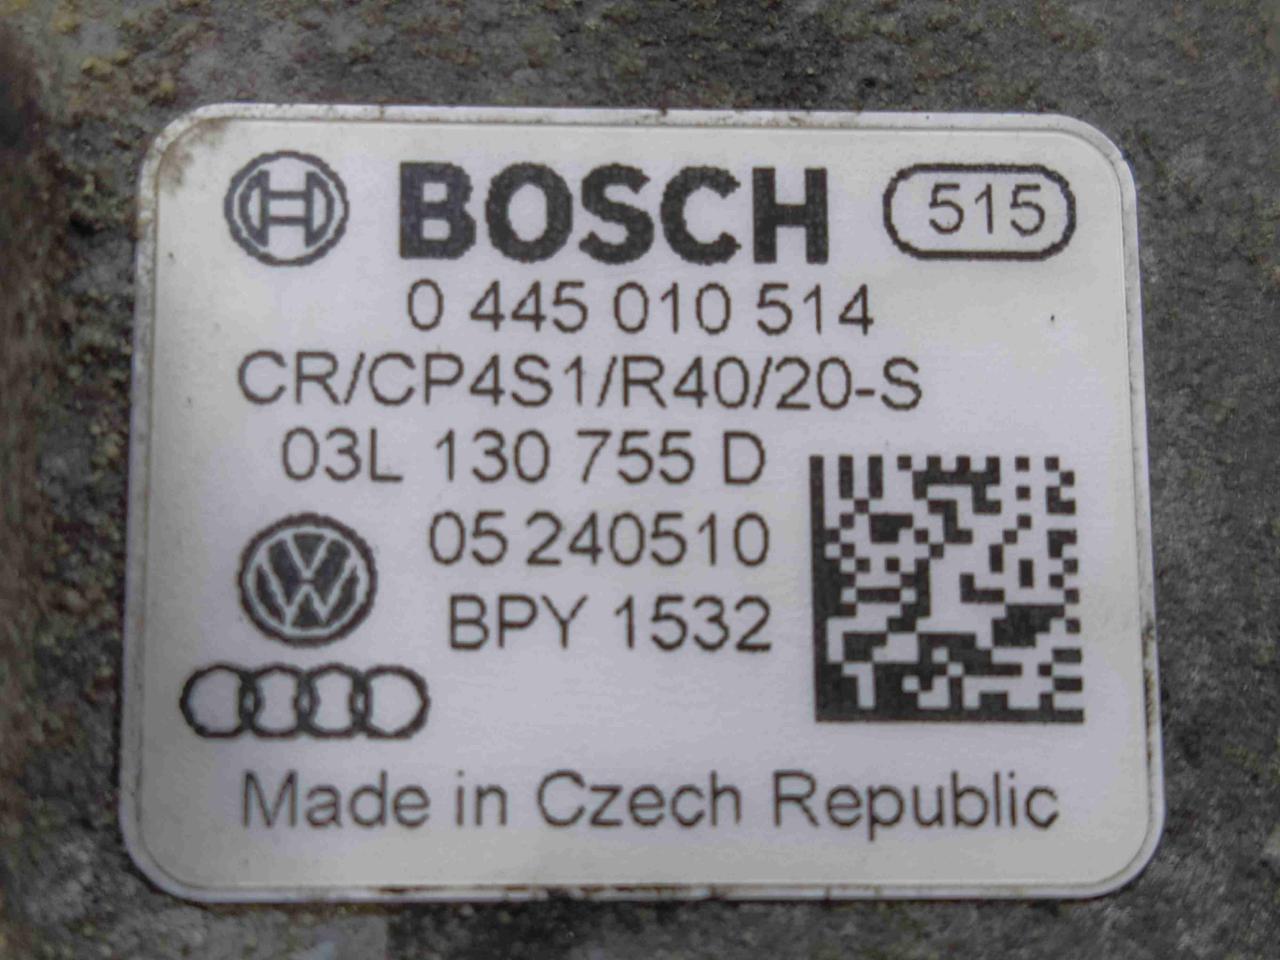 BOSCH 515
0 445 010 514
CR/CP4S1/R40/20-S
03L 130 755 D
05 240510
BPY 1532
Made in Czech Republic